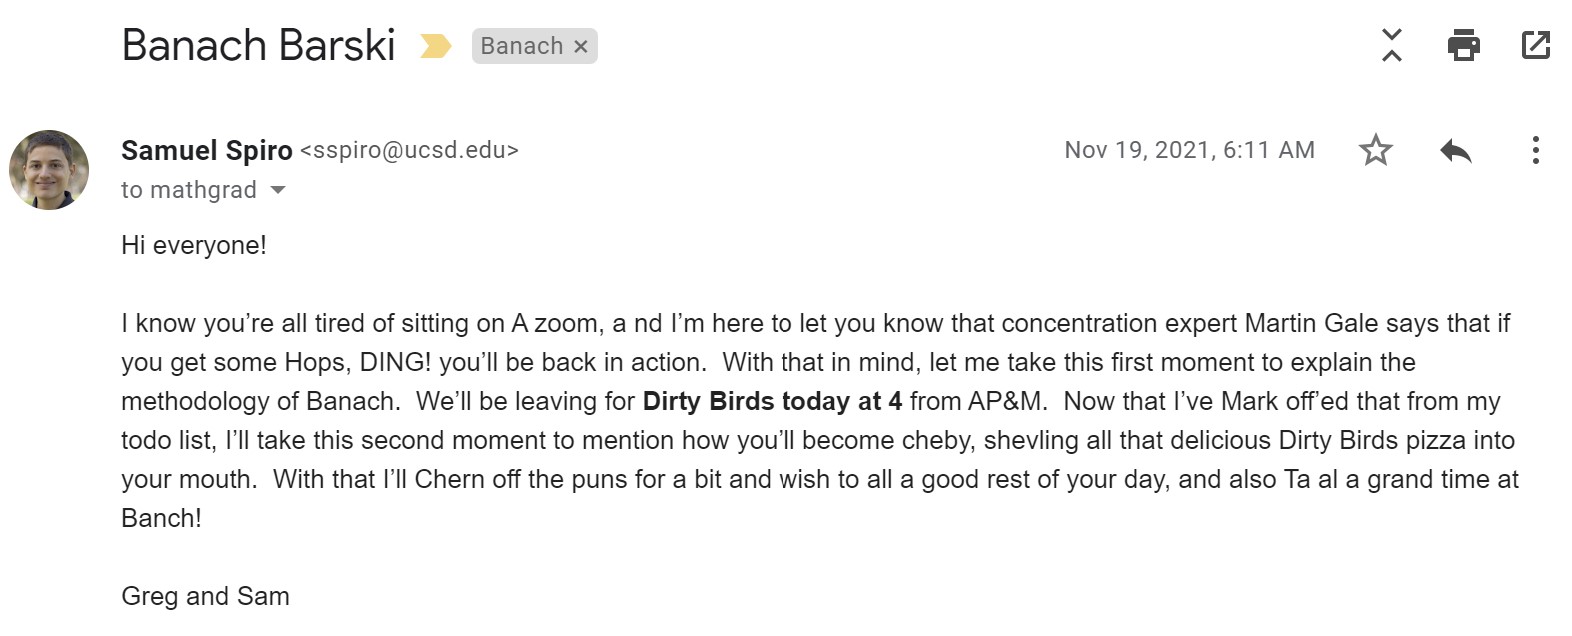 Banach Barski Banach ×
Samuel Spiro <sspiro@ucsd.edu> Nov 19, 2021, 6:11 AM
to mathgrad
Hi everyone!
I know you’re all tired of sitting on A zoom, a nd I’m here to let you know that concentration expert Martin Gale says that if
you get some Hops, DING! you’ll be back in action.  With that in mind, let me take this first moment to explain the
methodology of Banach.  We’ll be leaving for Dirty Birds today at 4 from AP&M.  Now that I’ve Mark off’ed that from my
todo list, I’ll take this second moment to mention how you’ll become cheby, shevling all that delicious Dirty Birds pizza into
your mouth.  With that I’ll Chern off the puns for a bit and wish to all a good rest of your day, and also Ta al a grand time at
Banch!
Greg and Sam